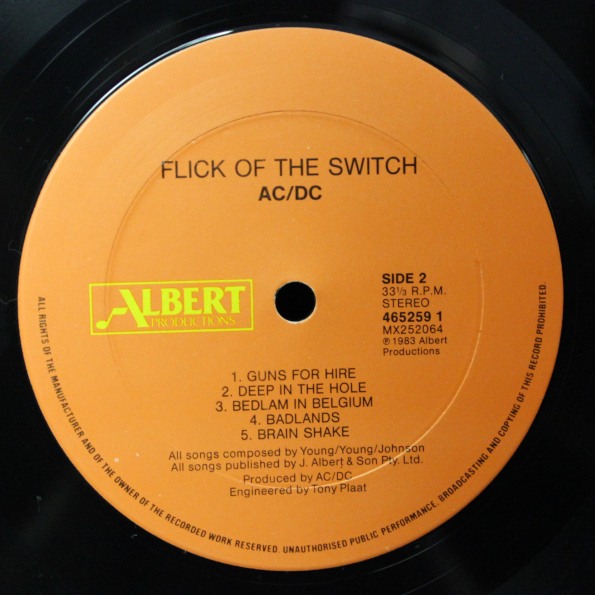 FLICK OF THE SWITCH
AC/DC
ALBERT
PRODUCTIONS
SIDE 2
33⅓ R.P.M.
STEREO
465259 1
MX252064
℗ 1983 Albert
Productions
1. GUNS FOR HIRE
2. DEEP IN THE HOLE
3. BEDLAM IN BELGIUM
4. BADLANDS
5. BRAIN SHAKE
All songs composed by Young/Young/Johnson
All songs published by J. Albert & Son Pty. Ltd.
Produced by AC/DC
Engineered by Tony Plaat
ALL RIGHTS OF THE MANUFACTURER AND OF THE OWNER OF THE RECORDED WORK RESERVED. UNAUTHORISED PUBLIC PERFORMANCE, BROADCASTING AND COPYING OF THIS RECORD PROHIBITED.